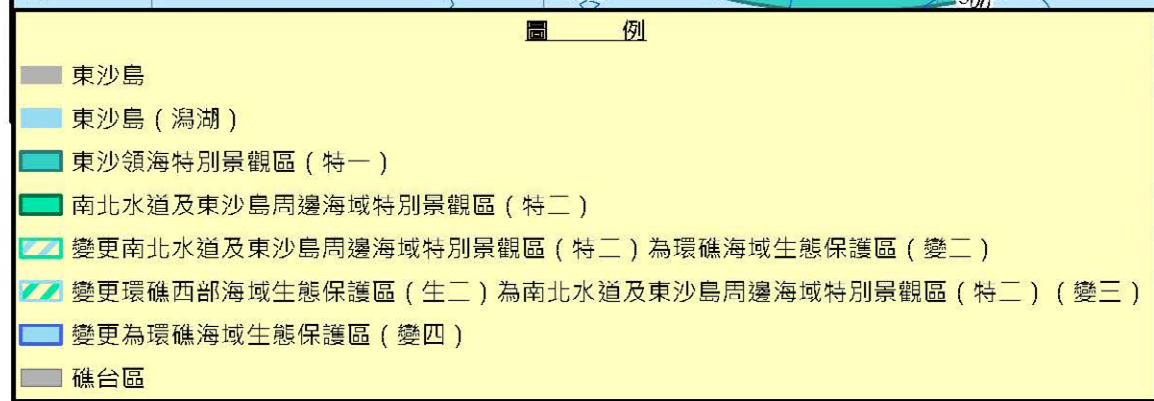 500
圖 例
東沙島
東沙島(潟湖)
東沙領海特別景觀區(特一)
南北水道及東沙島周邊海域特別景觀區(特二)
變更南北水道及東沙島周邊海域特別景觀區(特二)為環礁海域生態保護區(變二)
變更環礁西部海域生態保護區(生二)為南北水道及東沙島周邊海域特別景觀區(特二)(變三)
變更為環礁海域生態保護區(變四)
礁台區